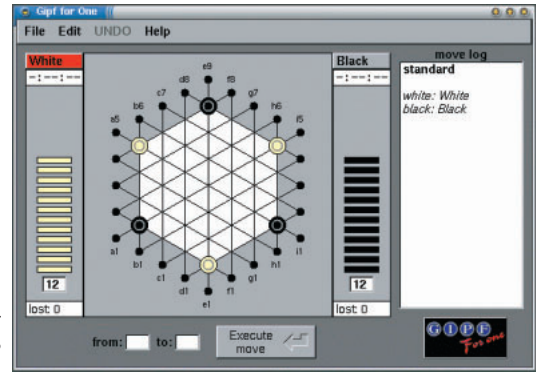 Gipf for One
File Edit UNDO Help
White
-:--:--
Black
-:--:--
move log
standard
white: White
black: Black
e9
d8 f8
c7 g7
b6 h6
a5 i5
a1 i1
b1 h1
c1 g1
d1 f1
e1
12
12
lost: 0
lost: 0
from: to: Execute move
GIPF
For one